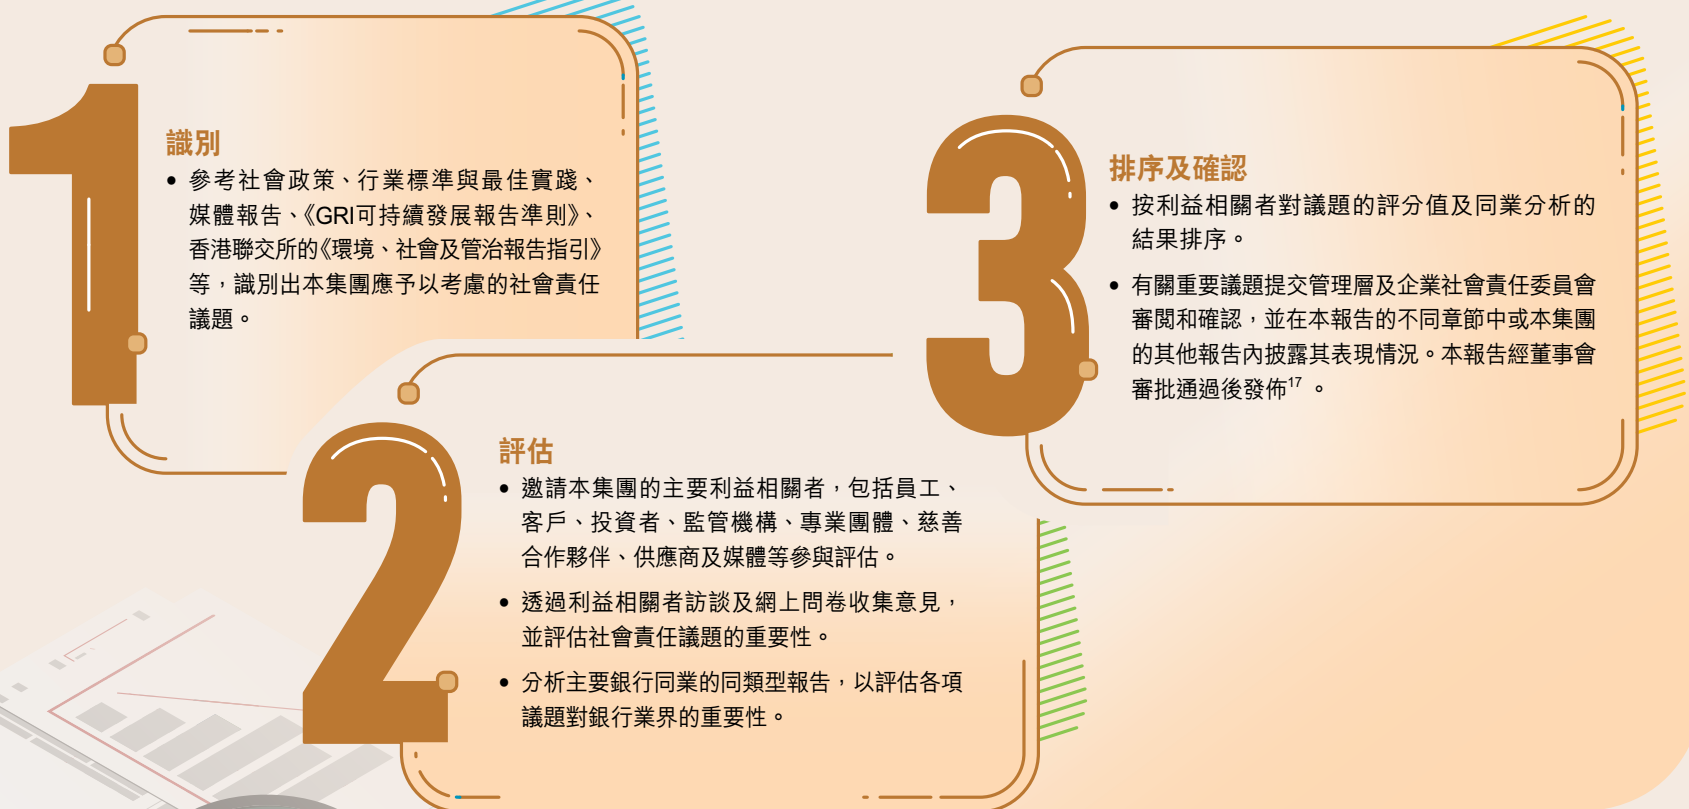 1
識別
• 參考社會政策、行業標準與最佳實踐、
媒體報告、《GRI可持續發展報告準則》、
香港聯交所的《環境、社會及管治報告指引》
等，識別出本集團應予以考慮的社會責任
議題。
2
評估
• 邀請本集團的主要利益相關者，包括員工、
客戶、投資者、監管機構、專業團體、慈善
合作夥伴、供應商及媒體等參與評估。
• 透過利益相關者訪談及網上問卷收集意見，
並評估社會責任議題的重要性。
• 分析主要銀行同業的同類型報告，以評估各項
議題對銀行業界的重要性。
3
排序及確認
• 按利益相關者對議題的評分值及同業分析的
結果排序。
• 有關重要議題提交管理層及企業社會責任委員會
審閱和確認，並在本報告的不同章節中或本集團
的其他報告內披露其表現情況。本報告經董事會
審批通過後發佈17 。